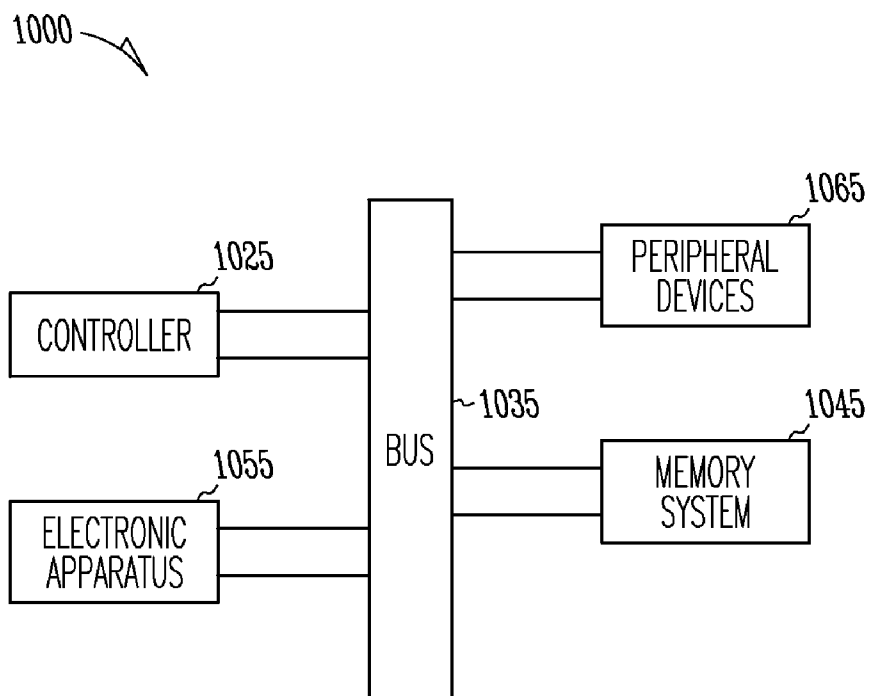 1000
1065
PERIPHERAL
DEVICES
1025
CONTROLLER
1035
BUS
1045
MEMORY
SYSTEM
1055
ELECTRONIC
APPARATUS